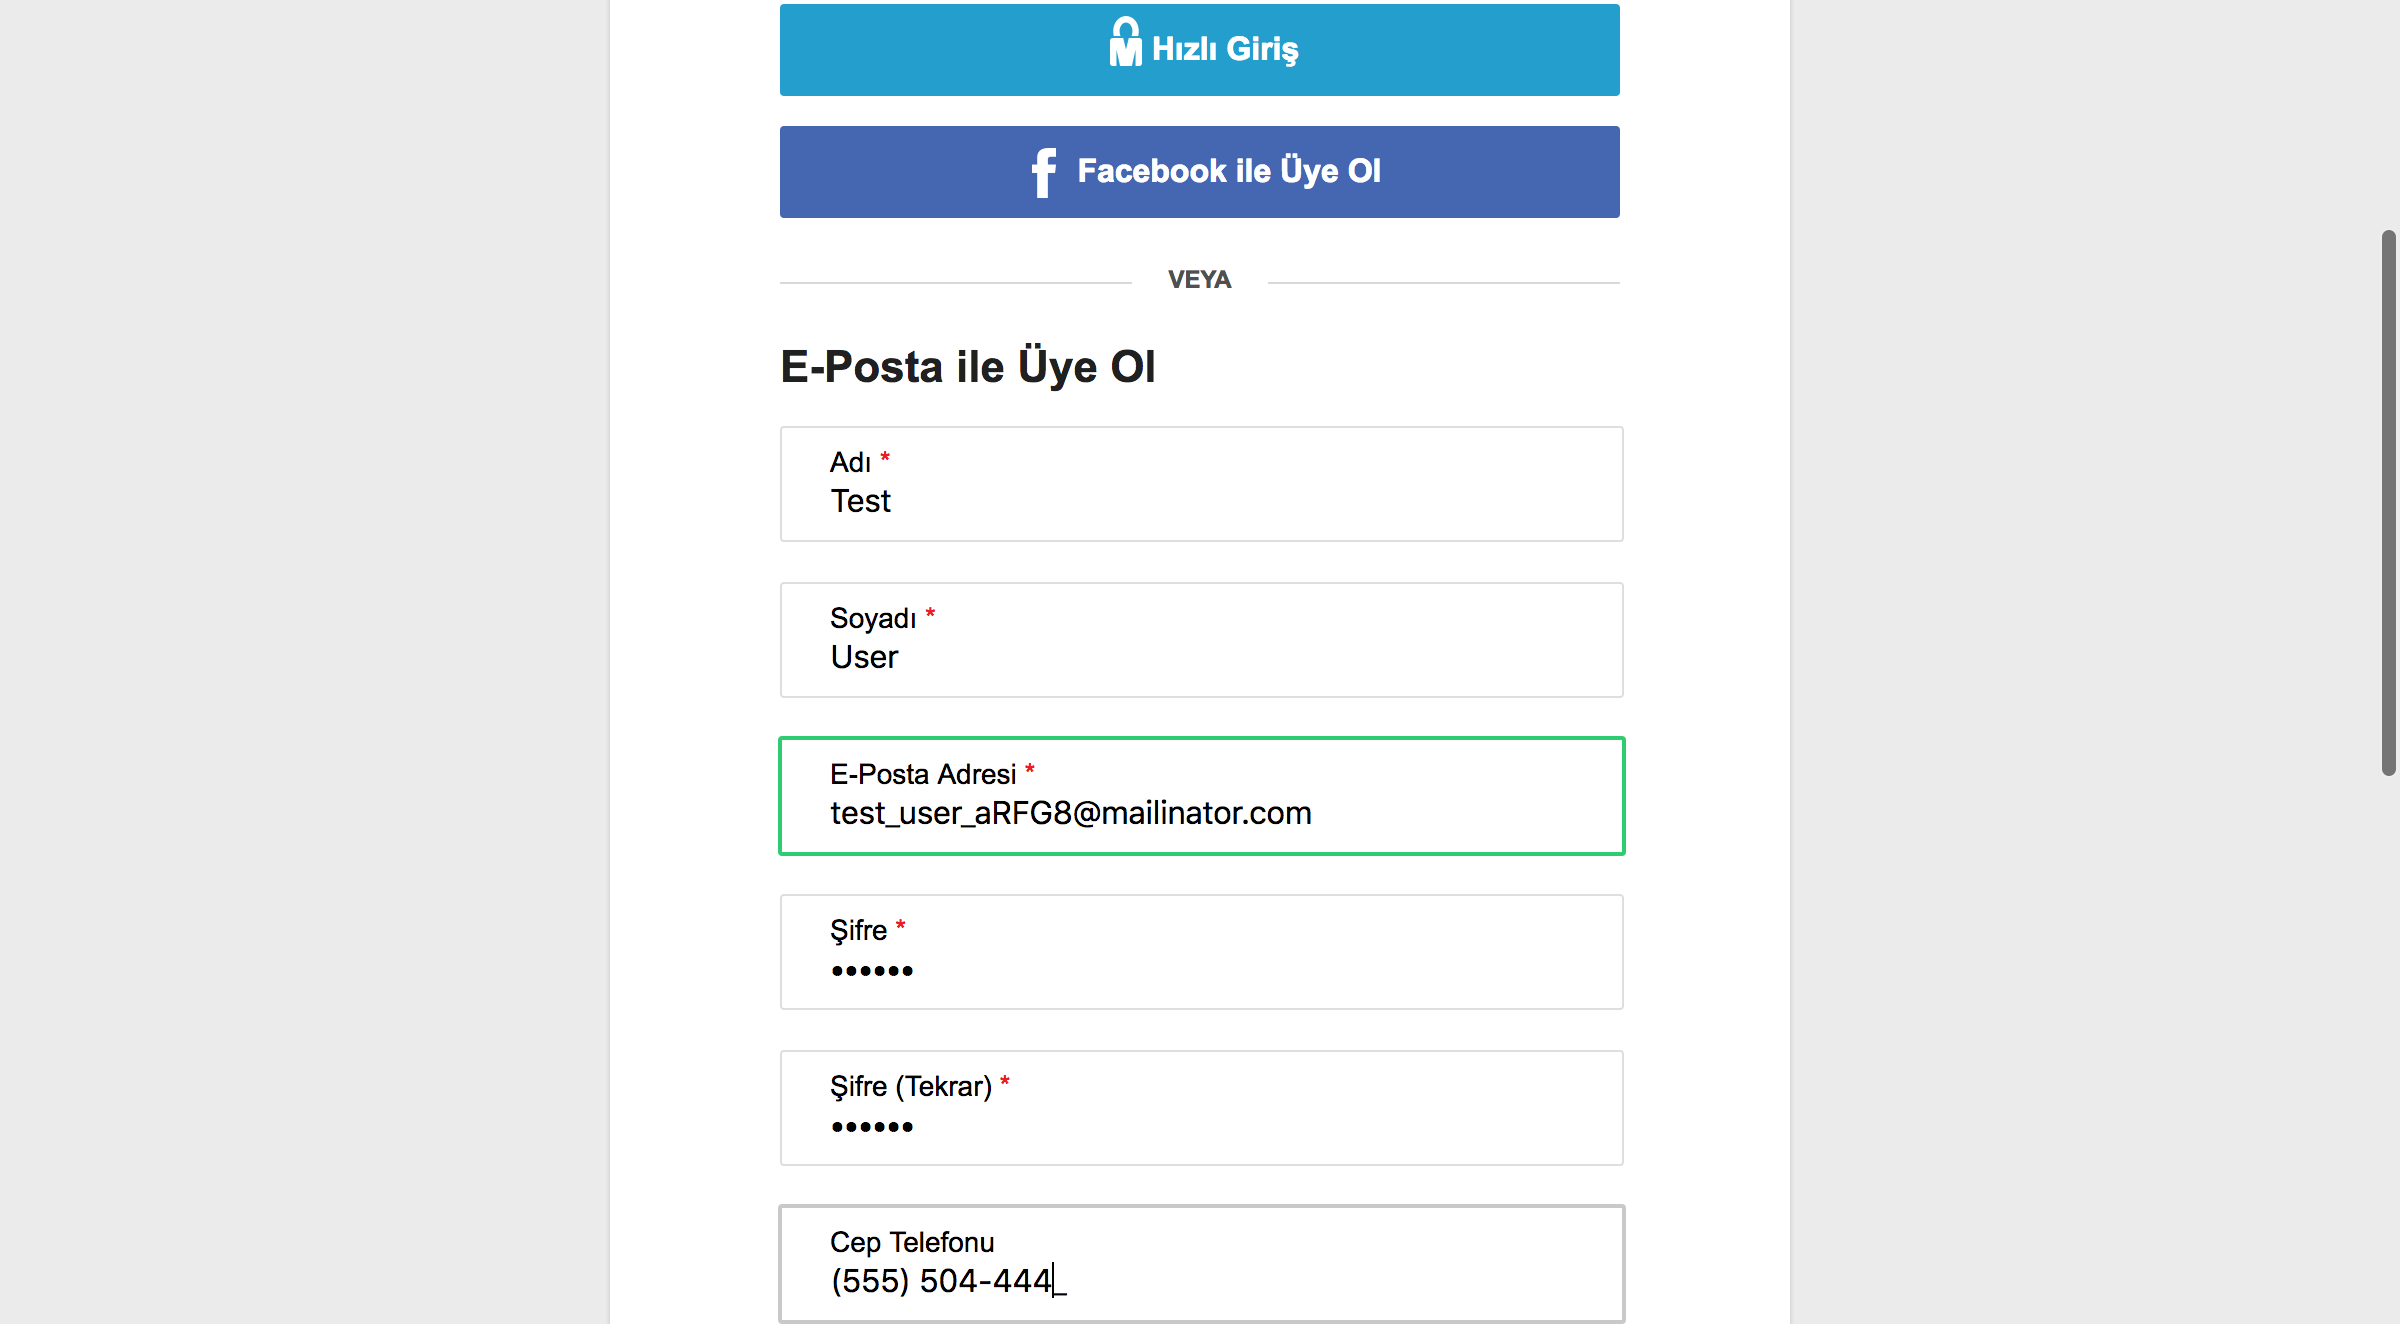 Hızlı Giriş
Facebook ile Üye Ol
VEYA
E-Posta ile Üye Ol
Adı *
Test
Soyadı *
User
E-Posta Adresi *
test_user_aRFG8@mailinator.com
Şifre *
••••••
Şifre (Tekrar) *
••••••
Cep Telefonu
(555) 504-444_